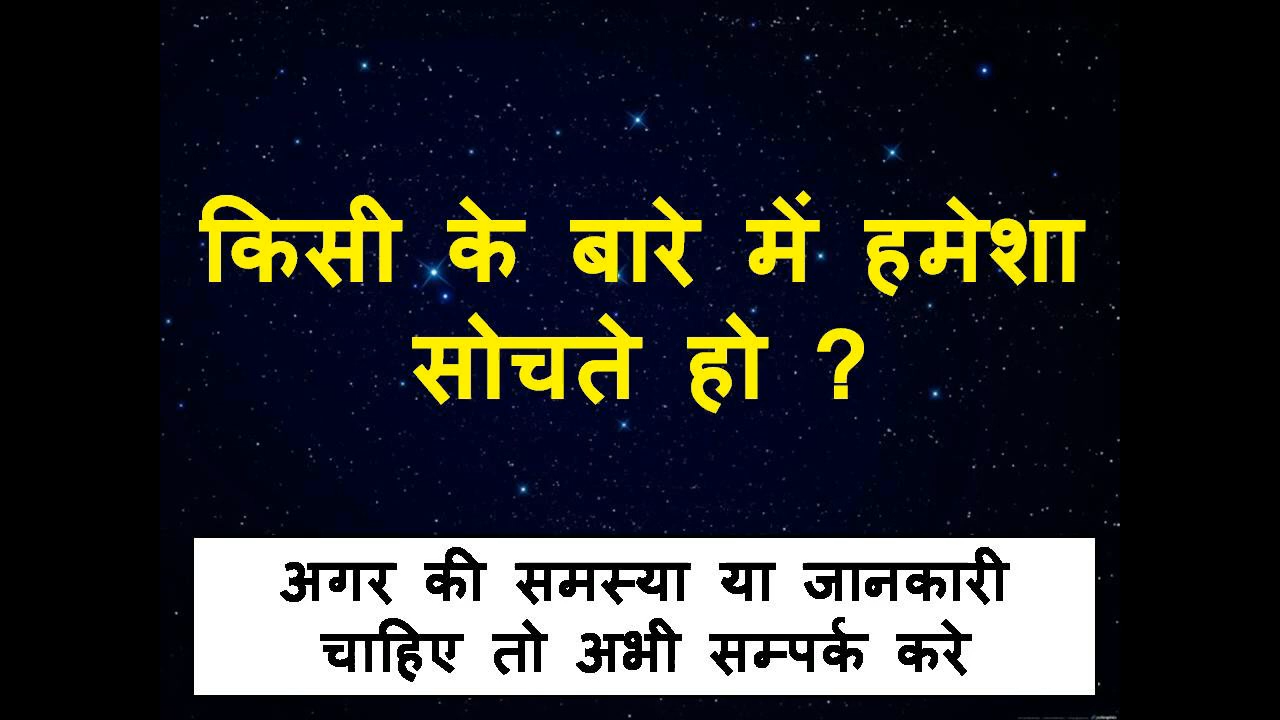 किसी के बारे में हमेशा
सोचते हो ?
अगर की समस्या या जानकारी
चाहिए तो अभी सम्पर्क करे